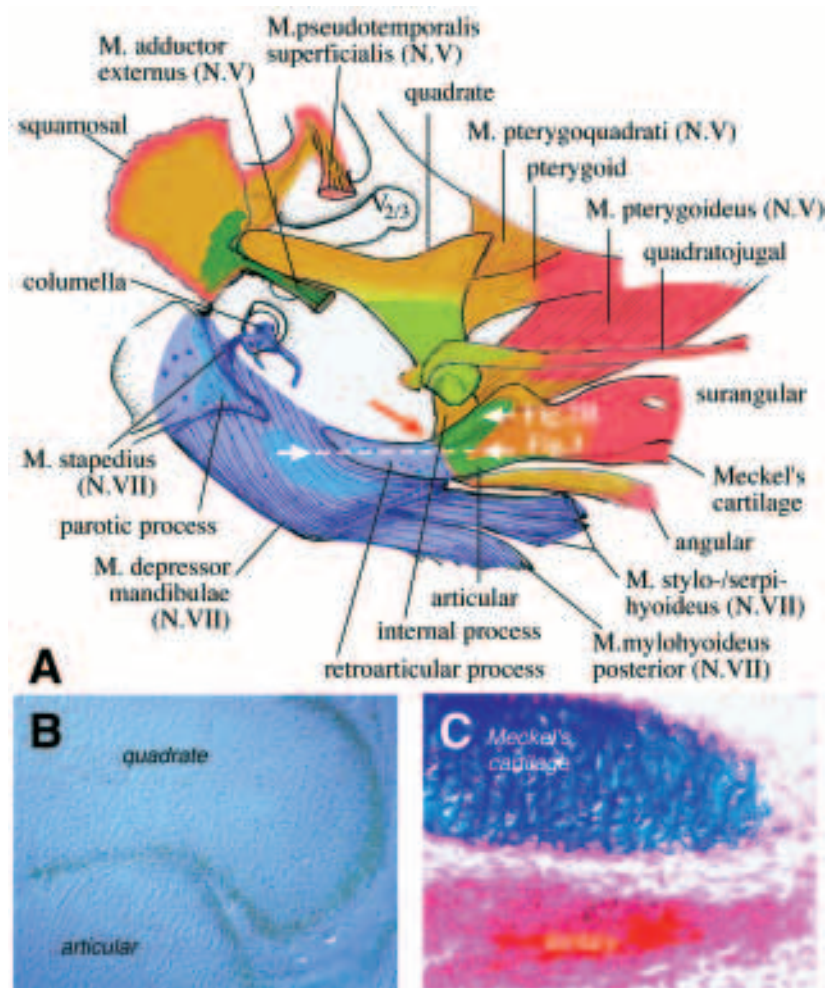 M.pseudotemporalis
superficialis (N.V)
M. adductor
externus (N.V)
quadrate
squamosal
M. pterygoquadrati (N.V)
pterygoid
M. pterygoideus (N.V)
V2/3
quadratojugal
columella
surangular
M. stapedius
(N.VII)
Meckel's
cartilage
parotic process
angular
M. depressor
mandibulae
(N.VII)
articular
M. stylo-/serpi-
hyoideus (N.VII)
internal process
M.mylohyoideus
posterior (N.VII)
retroarticular process
A
B
quadrate
articular
C
Meckel's
cartilage